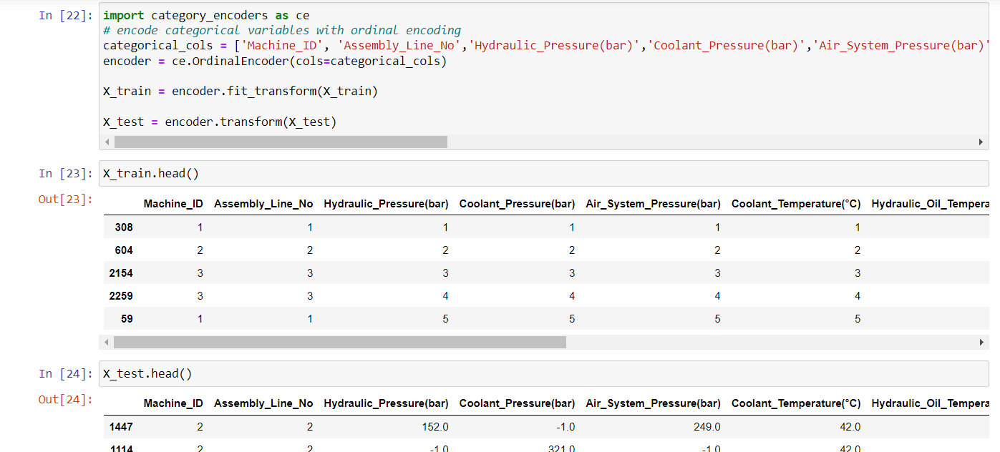 In [22]: import category_encoders as ce
# encode categorical variables with ordinal encoding
categorical_cols = ['Machine_ID', 'Assembly_Line_No','Hydraulic_Pressure(bar)','Coolant_Pressure(bar)','Air_System_Pressure(bar)'
encoder = ce.OrdinalEncoder(cols=categorical_cols)
X_train = encoder.fit_transform(X_train)
X_test = encoder.transform(X_test)
In [23]: X_train.head()
Out[23]:
Machine_ID Assembly_Line_No Hydraulic_Pressure(bar) Coolant_Pressure(bar) Air_System_Pressure(bar) Coolant_Temperature(°C) Hydraulic_Oil_Tempera
308 1 1 1 1 1 1
604 2 2 2 2 2 2
2154 3 3 3 3 3 3
2259 3 3 4 4 4 4
59 1 1 5 5 5 5
In [24]: X_test.head()
Out[24]:
Machine_ID Assembly_Line_No Hydraulic_Pressure(bar) Coolant_Pressure(bar) Air_System_Pressure(bar) Coolant_Temperature(°C) Hydraulic_Oil_Tempera
1447 2 2 152.0 -1.0 249.0 42.0
1114 2 2 -1.0 321.0 -1.0 42.0